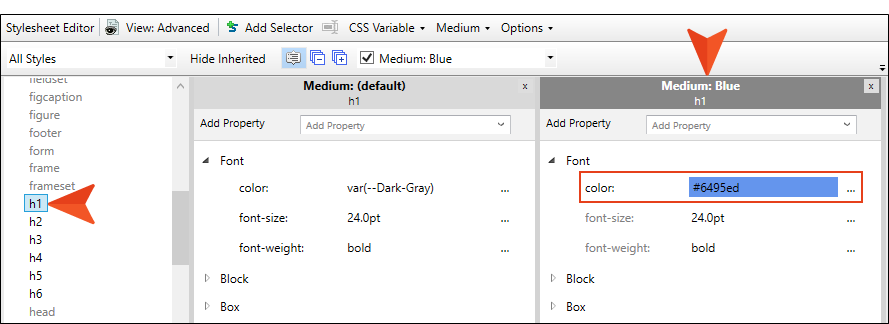 Stylesheet Editor View: Advanced Add Selector CSS Variable Medium Options
All Styles Hide Inherited Medium: Blue
fieldset
figcaption
figure
footer
form
frame
frameset
h1
h2
h3
h4
h5
h6
head
Medium: (default) x
h1
Add Property Add Property
Font
color: var(--Dark-Gray) ...
font-size: 24.0pt ...
font-weight: bold ...
Block
Box
Medium: Blue x
h1
Add Property Add Property
Font
color: #6495ed ...
font-size: 24.0pt ...
font-weight: bold ...
Block
Box